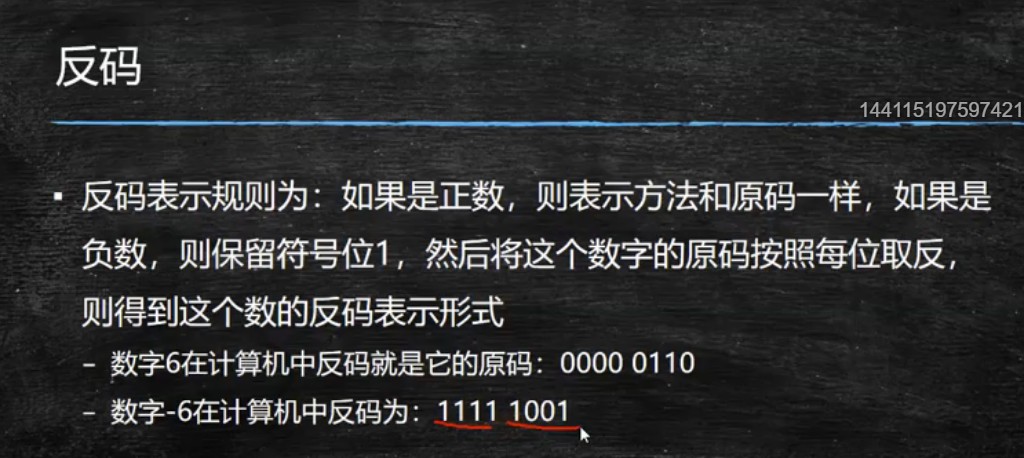 反码
144115197597421
▪ 反码表示规则为：如果是正数，则表示方法和原码一样，如果是
负数，则保留符号位1，然后将这个数字的原码按照每位取反，
则得到这个数的反码表示形式
– 数字6在计算机中反码就是它的原码：0000 0110
– 数字-6在计算机中反码为：1111 1001